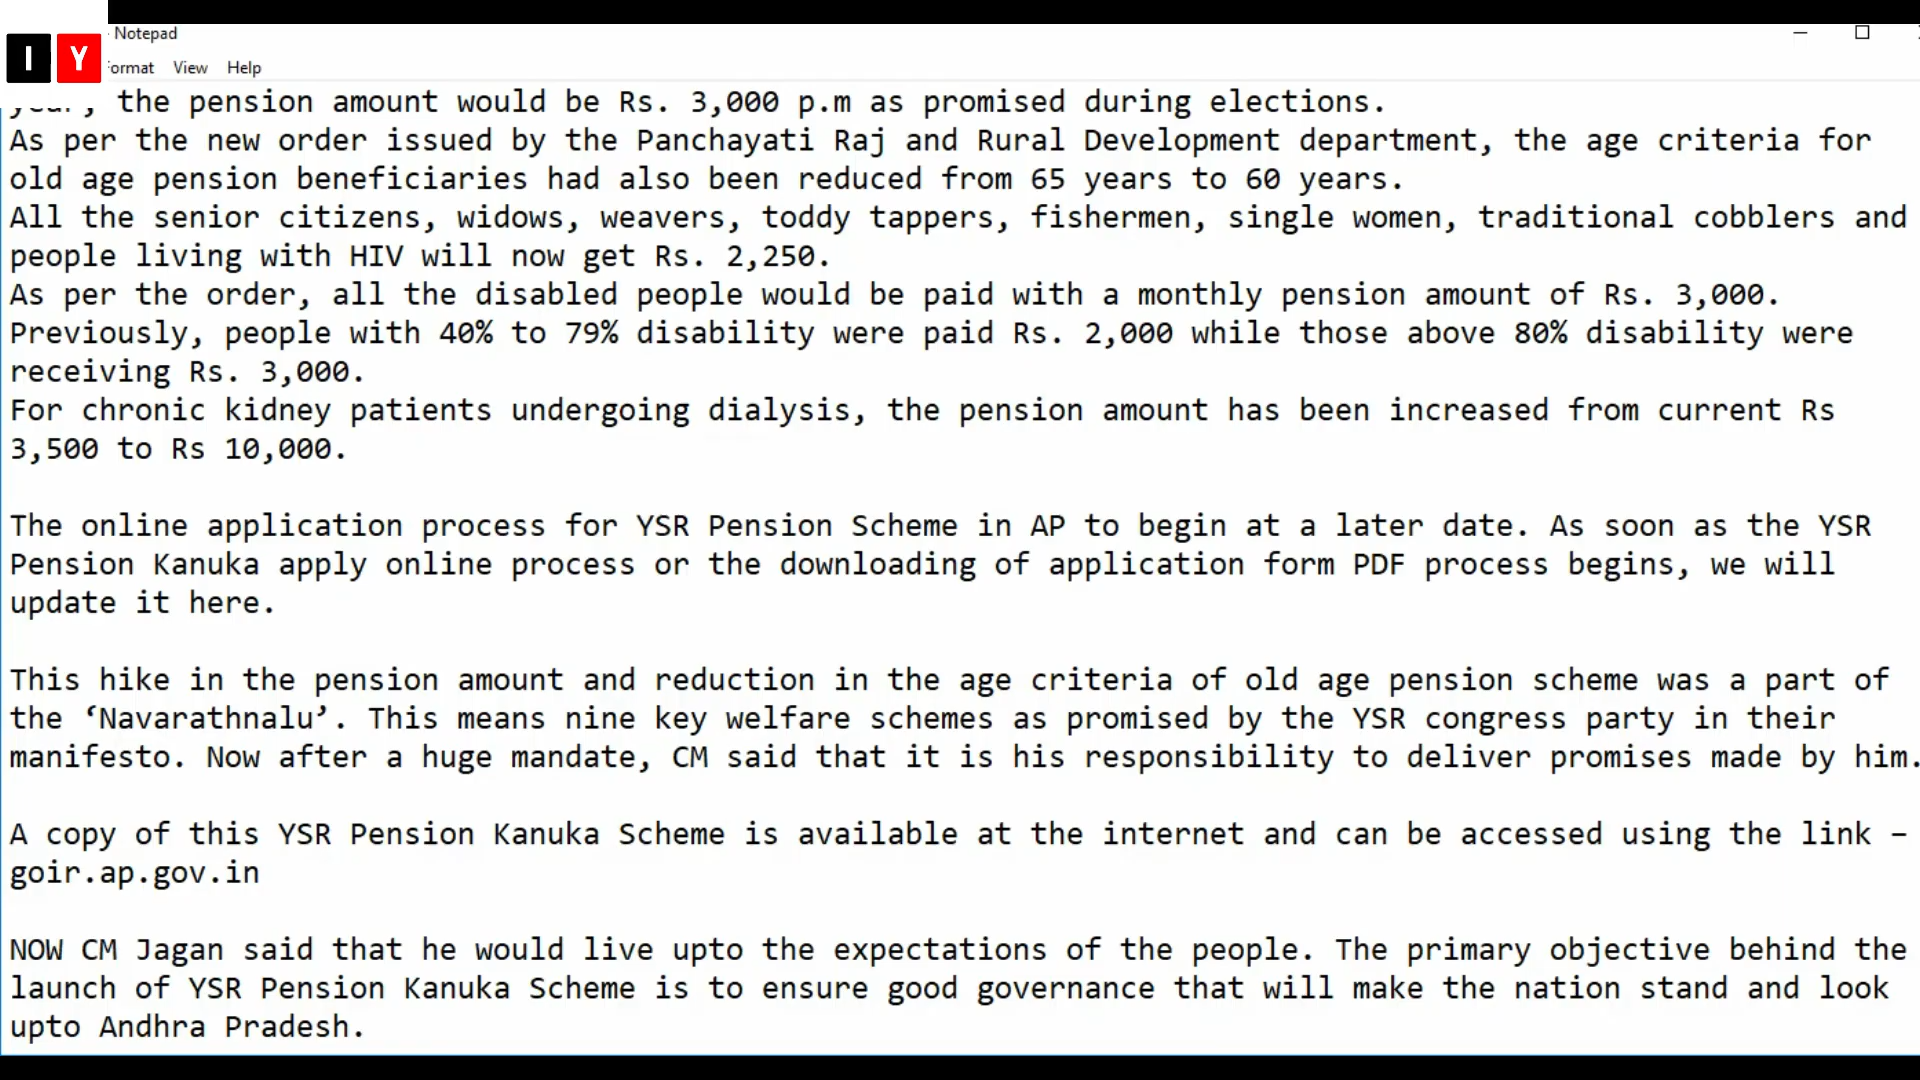 I Y
Notepad
Format View Help
year, the pension amount would be Rs. 3,000 p.m as promised during elections.
As per the new order issued by the Panchayati Raj and Rural Development department, the age criteria for
old age pension beneficiaries had also been reduced from 65 years to 60 years.
All the senior citizens, widows, weavers, toddy tappers, fishermen, single women, traditional cobblers and
people living with HIV will now get Rs. 2,250.
As per the order, all the disabled people would be paid with a monthly pension amount of Rs. 3,000.
Previously, people with 40% to 79% disability were paid Rs. 2,000 while those above 80% disability were
receiving Rs. 3,000.
For chronic kidney patients undergoing dialysis, the pension amount has been increased from current Rs
3,500 to Rs 10,000.
The online application process for YSR Pension Scheme in AP to begin at a later date. As soon as the YSR
Pension Kanuka apply online process or the downloading of application form PDF process begins, we will
update it here.
This hike in the pension amount and reduction in the age criteria of old age pension scheme was a part of
the ‘Navarathnalu’. This means nine key welfare schemes as promised by the YSR congress party in their
manifesto. Now after a huge mandate, CM said that it is his responsibility to deliver promises made by him.
A copy of this YSR Pension Kanuka Scheme is available at the internet and can be accessed using the link –
goir.ap.gov.in
NOW CM Jagan said that he would live upto the expectations of the people. The primary objective behind the
launch of YSR Pension Kanuka Scheme is to ensure good governance that will make the nation stand and look
upto Andhra Pradesh.